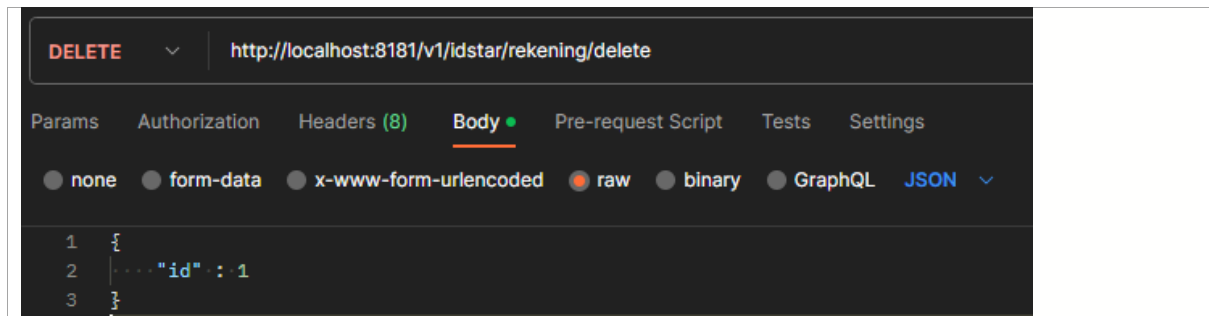 DELETE http://localhost:8181/v1/idstar/rekening/delete
Params Authorization Headers (8) Body Pre-request Script Tests Settings
none form-data x-www-form-urlencoded raw binary GraphQL JSON
1 {
2 "id" : 1
3 }